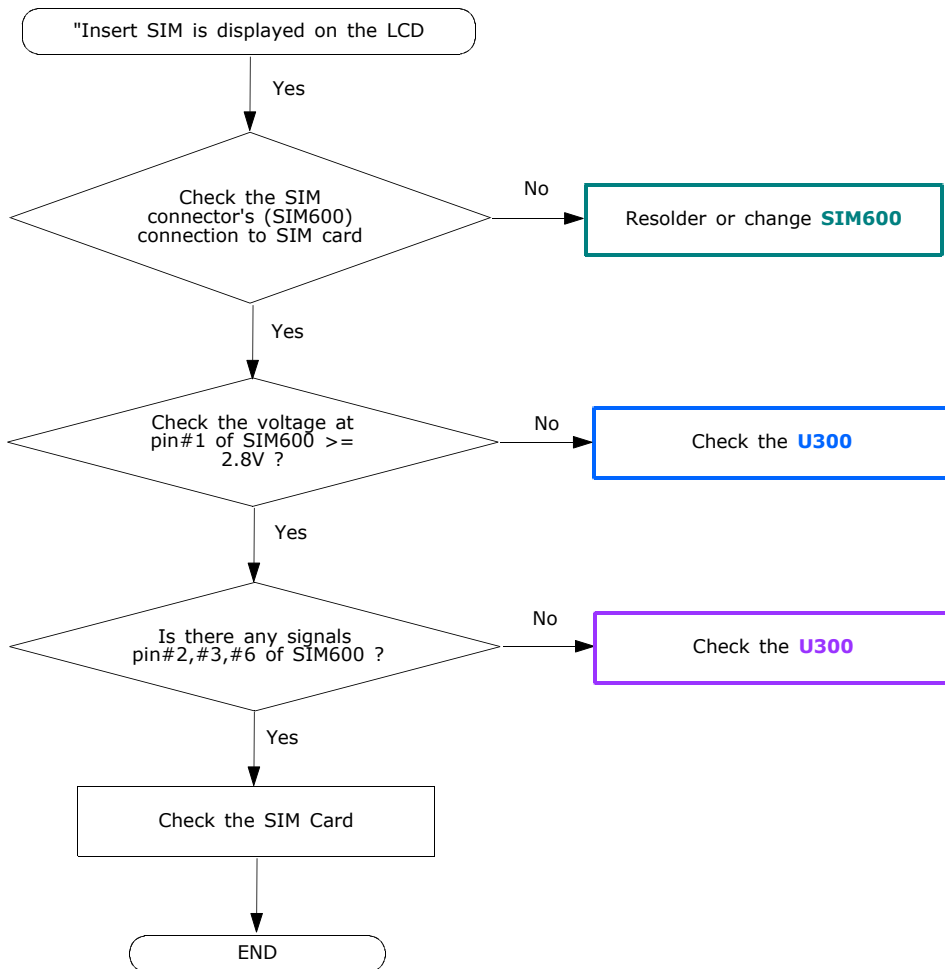 "Insert SIM is displayed on the LCD
Yes
Check the SIM
connector's (SIM600)
connection to SIM card
No
Resolder or change SIM600
Yes
Check the voltage at
pin#1 of SIM600 >=
2.8V ?
No
Check the U300
Yes
Is there any signals
pin#2,#3,#6 of SIM600 ?
No
Check the U300
Yes
Check the SIM Card
END